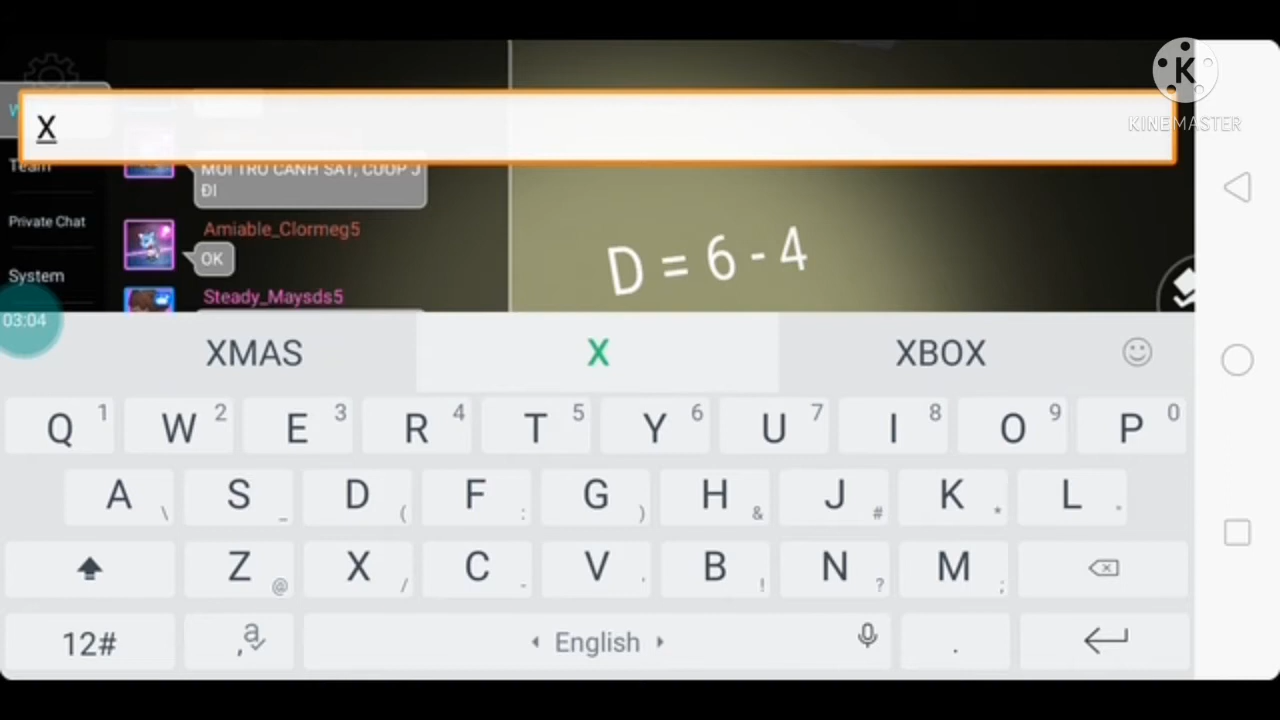 KINEMASTER
K
X
Team
MOI TRO CANH SAT, CUOP J
ĐI
Private Chat
Amiable_Clormeg5
OK
D = 6 - 4
System
Steady_Maysds5
03:04
XMAS X XBOX
Q 1 W 2 E 3 R 4 T 5 Y 6 U 7 I 8 O 9 P 0
A \ S _ D ( F : G ) H & J # K * L "
Z @ X / C - V ' B ! N ? M ;
12# , a English .